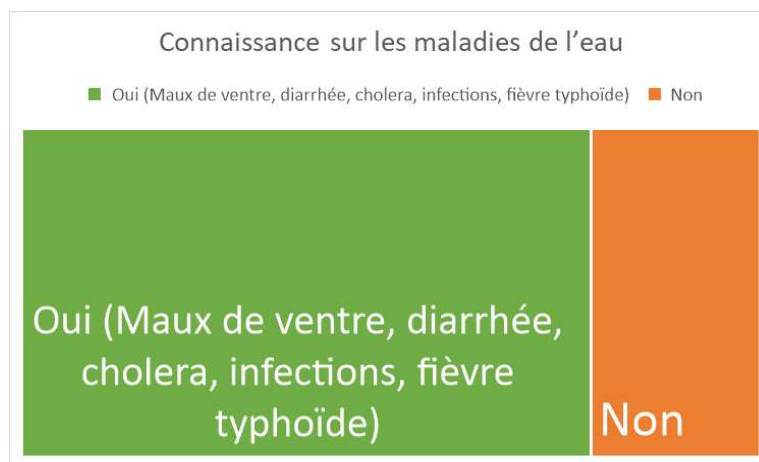 Connaissance sur les maladies de l'eau
Oui (Maux de ventre, diarrhée, cholera, infections, fièvre typhoïde) Non
Oui (Maux de ventre, diarrhée,
cholera, infections, fièvre
typhoïde)
Non